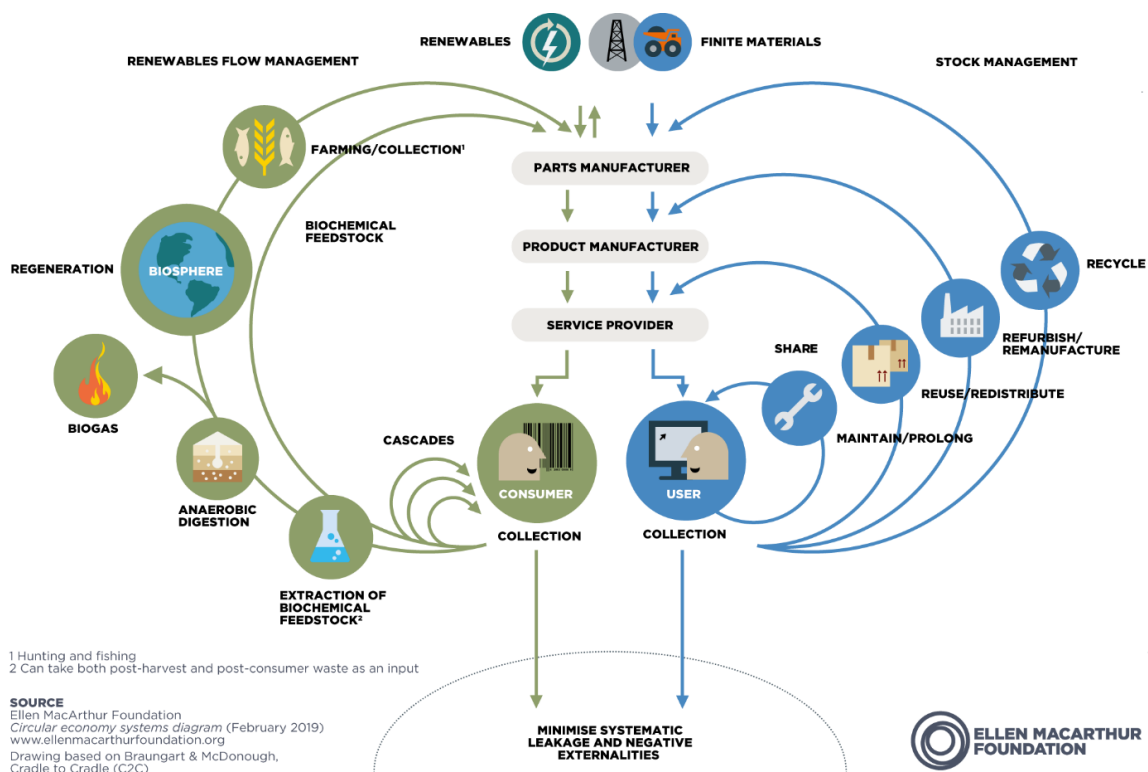 RENEWABLES
FINITE MATERIALS
RENEWABLES FLOW MANAGEMENT
STOCK MANAGEMENT
PARTS MANUFACTURER
FARMING/COLLECTION¹
BIOCHEMICAL
FEEDSTOCK
PRODUCT MANUFACTURER
REGENERATION
BIOSPHERE
RECYCLE
SERVICE PROVIDER
SHARE
REFURBISH/
REMANUFACTURE
REUSE/REDISTRIBUTE
BIOGAS
CASCADES
MAINTAIN/PROLONG
CONSUMER
USER
ANAEROBIC
DIGESTION
COLLECTION
COLLECTION
EXTRACTION OF
BIOCHEMICAL
FEEDSTOCK²
1 Hunting and fishing
2 Can take both post-harvest and post-consumer waste as an input
SOURCE
Ellen MacArthur Foundation
Circular economy systems diagram (February 2019)
www.ellenmacarthurfoundation.org
Drawing based on Braungart & McDonough,
Cradle to Cradle (C2C)
MINIMISE SYSTEMATIC
LEAKAGE AND NEGATIVE
EXTERNALITIES
ELLEN MACARTHUR
FOUNDATION